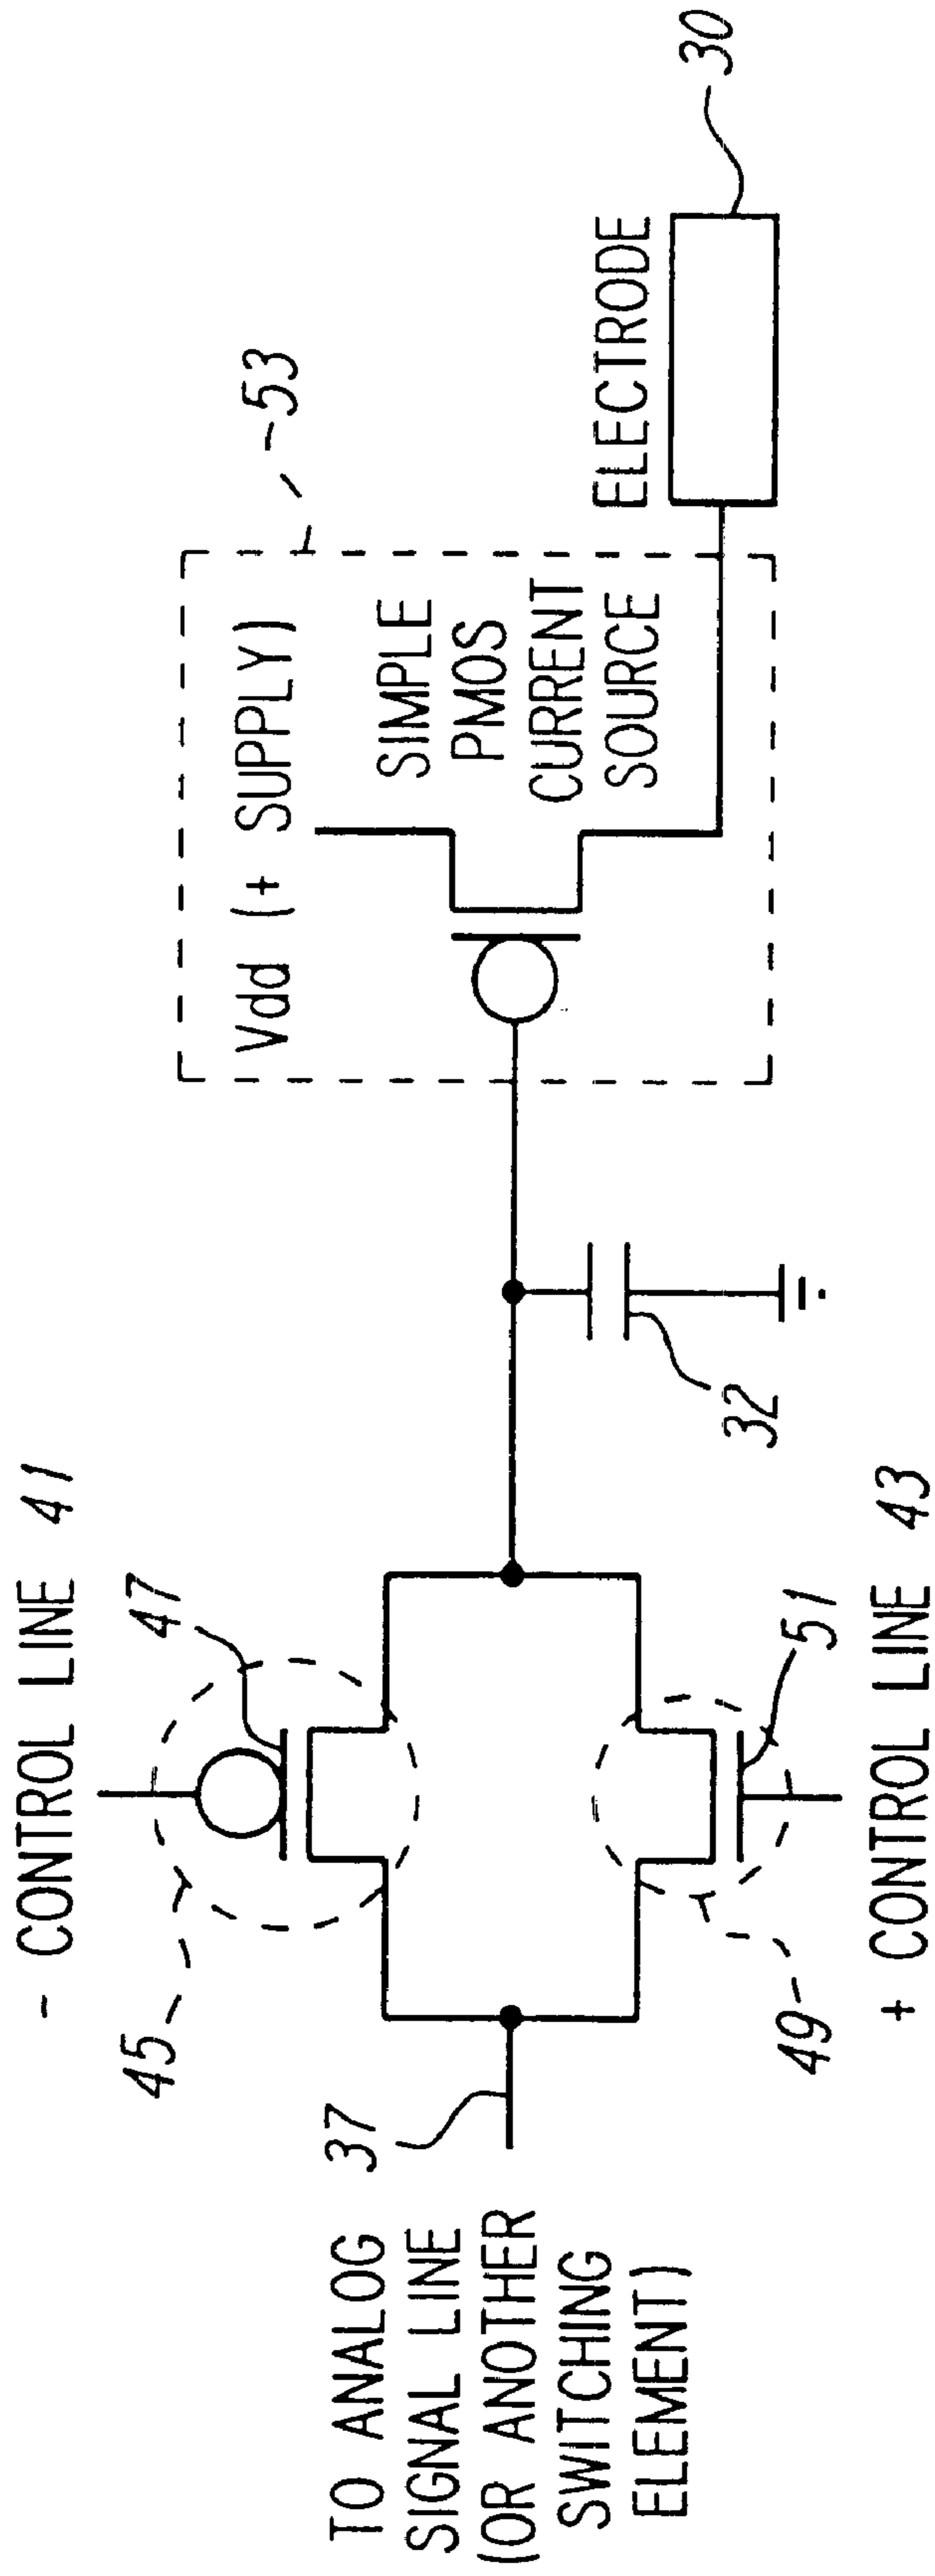 - CONTROL LINE 41
45
47
TO ANALOG
SIGNAL LINE
(OR ANOTHER
SWITCHING
ELEMENT)
37
49
51
+ CONTROL LINE 43
32
Vdd (+ SUPPLY)
SIMPLE
PMOS
CURRENT
SOURCE
53
ELECTRODE
30